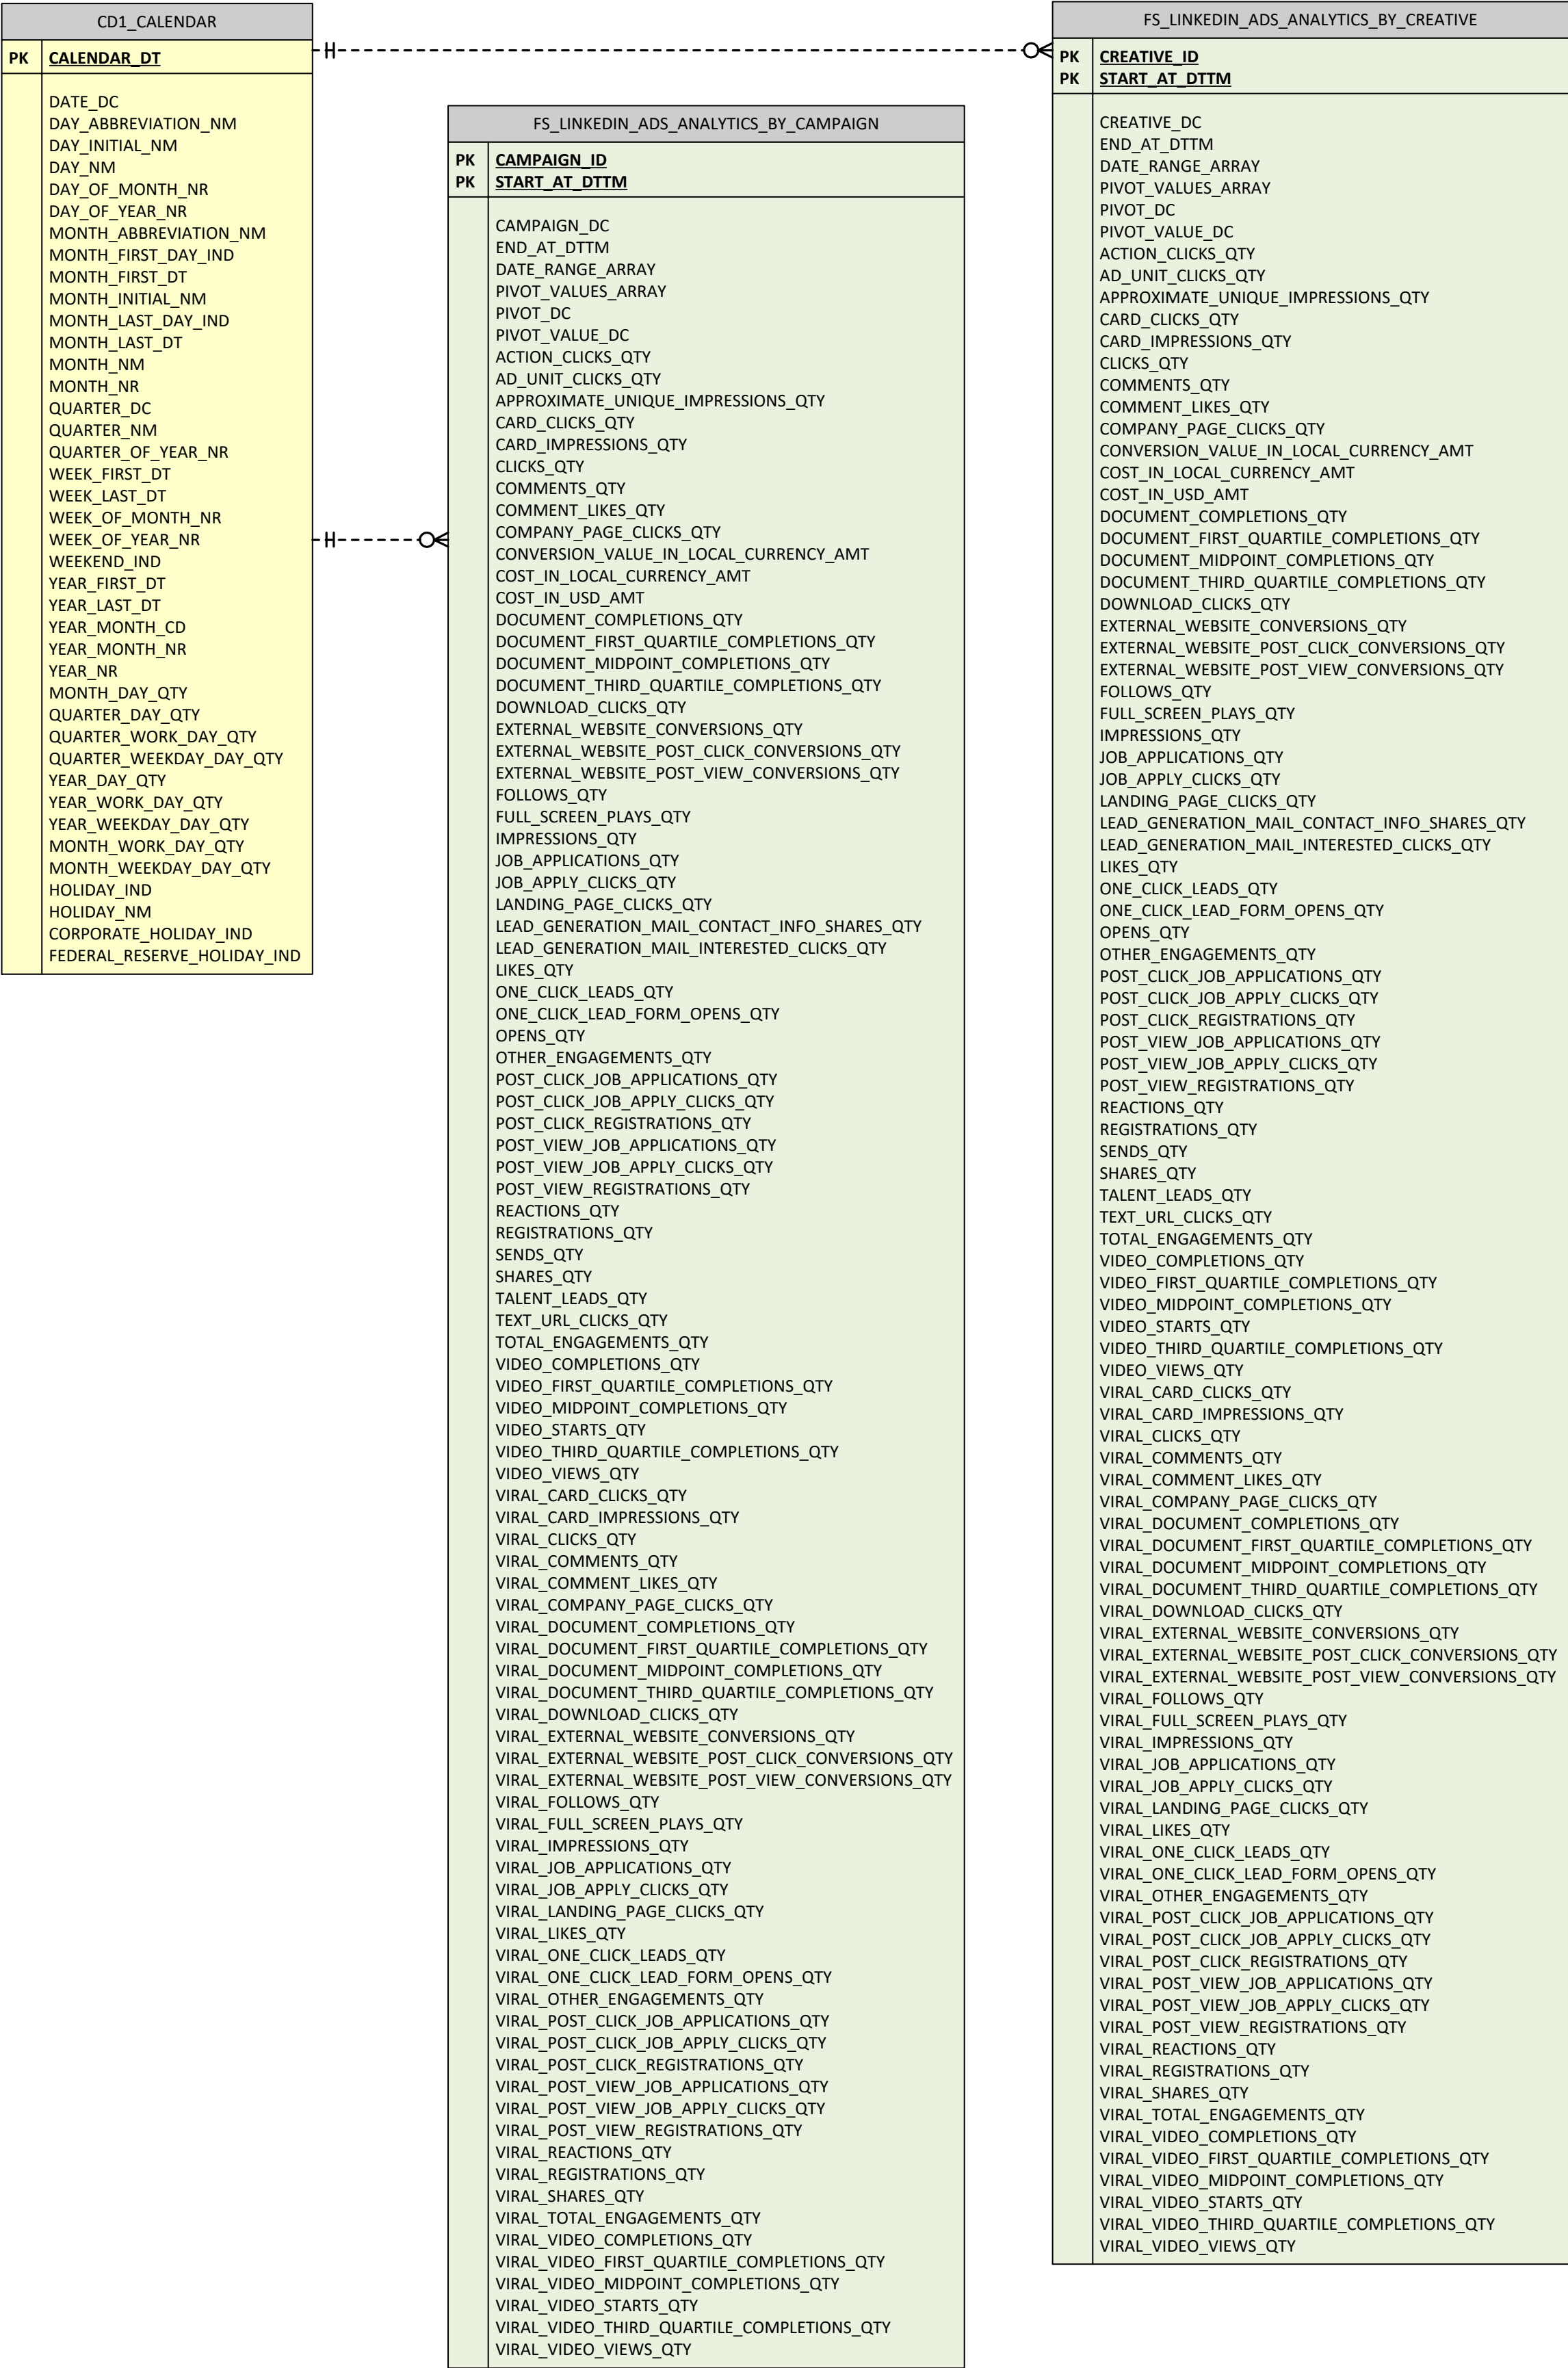 CD1_CALENDAR
PK CALENDAR_DT
DATE_DC
DAY_ABBREVIATION_NM
DAY_INITIAL_NM
DAY_NM
DAY_OF_MONTH_NR
DAY_OF_YEAR_NR
MONTH_ABBREVIATION_NM
MONTH_FIRST_DAY_IND
MONTH_FIRST_DT
MONTH_INITIAL_NM
MONTH_LAST_DAY_IND
MONTH_LAST_DT
MONTH_NM
MONTH_NR
QUARTER_DC
QUARTER_NM
QUARTER_OF_YEAR_NR
WEEK_FIRST_DT
WEEK_LAST_DT
WEEK_OF_MONTH_NR
WEEK_OF_YEAR_NR
WEEKEND_IND
YEAR_FIRST_DT
YEAR_LAST_DT
YEAR_MONTH_CD
YEAR_MONTH_NR
YEAR_NR
MONTH_DAY_QTY
QUARTER_DAY_QTY
QUARTER_WORK_DAY_QTY
QUARTER_WEEKDAY_DAY_QTY
YEAR_DAY_QTY
YEAR_WORK_DAY_QTY
YEAR_WEEKDAY_DAY_QTY
MONTH_WORK_DAY_QTY
MONTH_WEEKDAY_DAY_QTY
HOLIDAY_IND
HOLIDAY_NM
CORPORATE_HOLIDAY_IND
FEDERAL_RESERVE_HOLIDAY_IND
FS_LINKEDIN_ADS_ANALYTICS_BY_CAMPAIGN
PK CAMPAIGN_ID
PK START_AT_DTTM
CAMPAIGN_DC
END_AT_DTTM
DATE_RANGE_ARRAY
PIVOT_VALUES_ARRAY
PIVOT_DC
PIVOT_VALUE_DC
ACTION_CLICKS_QTY
AD_UNIT_CLICKS_QTY
APPROXIMATE_UNIQUE_IMPRESSIONS_QTY
CARD_CLICKS_QTY
CARD_IMPRESSIONS_QTY
CLICKS_QTY
COMMENTS_QTY
COMMENT_LIKES_QTY
COMPANY_PAGE_CLICKS_QTY
CONVERSION_VALUE_IN_LOCAL_CURRENCY_AMT
COST_IN_LOCAL_CURRENCY_AMT
COST_IN_USD_AMT
DOCUMENT_COMPLETIONS_QTY
DOCUMENT_FIRST_QUARTILE_COMPLETIONS_QTY
DOCUMENT_MIDPOINT_COMPLETIONS_QTY
DOCUMENT_THIRD_QUARTILE_COMPLETIONS_QTY
DOWNLOAD_CLICKS_QTY
EXTERNAL_WEBSITE_CONVERSIONS_QTY
EXTERNAL_WEBSITE_POST_CLICK_CONVERSIONS_QTY
EXTERNAL_WEBSITE_POST_VIEW_CONVERSIONS_QTY
FOLLOWS_QTY
FULL_SCREEN_PLAYS_QTY
IMPRESSIONS_QTY
JOB_APPLICATIONS_QTY
JOB_APPLY_CLICKS_QTY
LANDING_PAGE_CLICKS_QTY
LEAD_GENERATION_MAIL_CONTACT_INFO_SHARES_QTY
LEAD_GENERATION_MAIL_INTERESTED_CLICKS_QTY
LIKES_QTY
ONE_CLICK_LEADS_QTY
ONE_CLICK_LEAD_FORM_OPENS_QTY
OPENS_QTY
OTHER_ENGAGEMENTS_QTY
POST_CLICK_JOB_APPLICATIONS_QTY
POST_CLICK_JOB_APPLY_CLICKS_QTY
POST_CLICK_REGISTRATIONS_QTY
POST_VIEW_JOB_APPLICATIONS_QTY
POST_VIEW_JOB_APPLY_CLICKS_QTY
POST_VIEW_REGISTRATIONS_QTY
REACTIONS_QTY
REGISTRATIONS_QTY
SENDS_QTY
SHARES_QTY
TALENT_LEADS_QTY
TEXT_URL_CLICKS_QTY
TOTAL_ENGAGEMENTS_QTY
VIDEO_COMPLETIONS_QTY
VIDEO_FIRST_QUARTILE_COMPLETIONS_QTY
VIDEO_MIDPOINT_COMPLETIONS_QTY
VIDEO_STARTS_QTY
VIDEO_THIRD_QUARTILE_COMPLETIONS_QTY
VIDEO_VIEWS_QTY
VIRAL_CARD_CLICKS_QTY
VIRAL_CARD_IMPRESSIONS_QTY
VIRAL_CLICKS_QTY
VIRAL_COMMENTS_QTY
VIRAL_COMMENT_LIKES_QTY
VIRAL_COMPANY_PAGE_CLICKS_QTY
VIRAL_DOCUMENT_COMPLETIONS_QTY
VIRAL_DOCUMENT_FIRST_QUARTILE_COMPLETIONS_QTY
VIRAL_DOCUMENT_MIDPOINT_COMPLETIONS_QTY
VIRAL_DOCUMENT_THIRD_QUARTILE_COMPLETIONS_QTY
VIRAL_DOWNLOAD_CLICKS_QTY
VIRAL_EXTERNAL_WEBSITE_CONVERSIONS_QTY
VIRAL_EXTERNAL_WEBSITE_POST_CLICK_CONVERSIONS_QTY
VIRAL_EXTERNAL_WEBSITE_POST_VIEW_CONVERSIONS_QTY
VIRAL_FOLLOWS_QTY
VIRAL_FULL_SCREEN_PLAYS_QTY
VIRAL_IMPRESSIONS_QTY
VIRAL_JOB_APPLICATIONS_QTY
VIRAL_JOB_APPLY_CLICKS_QTY
VIRAL_LANDING_PAGE_CLICKS_QTY
VIRAL_LIKES_QTY
VIRAL_ONE_CLICK_LEADS_QTY
VIRAL_ONE_CLICK_LEAD_FORM_OPENS_QTY
VIRAL_OTHER_ENGAGEMENTS_QTY
VIRAL_POST_CLICK_JOB_APPLICATIONS_QTY
VIRAL_POST_CLICK_JOB_APPLY_CLICKS_QTY
VIRAL_POST_CLICK_REGISTRATIONS_QTY
VIRAL_POST_VIEW_JOB_APPLICATIONS_QTY
VIRAL_POST_VIEW_JOB_APPLY_CLICKS_QTY
VIRAL_POST_VIEW_REGISTRATIONS_QTY
VIRAL_REACTIONS_QTY
VIRAL_REGISTRATIONS_QTY
VIRAL_SHARES_QTY
VIRAL_TOTAL_ENGAGEMENTS_QTY
VIRAL_VIDEO_COMPLETIONS_QTY
VIRAL_VIDEO_FIRST_QUARTILE_COMPLETIONS_QTY
VIRAL_VIDEO_MIDPOINT_COMPLETIONS_QTY
VIRAL_VIDEO_STARTS_QTY
VIRAL_VIDEO_THIRD_QUARTILE_COMPLETIONS_QTY
VIRAL_VIDEO_VIEWS_QTY
FS_LINKEDIN_ADS_ANALYTICS_BY_CREATIVE
PK CREATIVE_ID
PK START_AT_DTTM
CREATIVE_DC
END_AT_DTTM
DATE_RANGE_ARRAY
PIVOT_VALUES_ARRAY
PIVOT_DC
PIVOT_VALUE_DC
ACTION_CLICKS_QTY
AD_UNIT_CLICKS_QTY
APPROXIMATE_UNIQUE_IMPRESSIONS_QTY
CARD_CLICKS_QTY
CARD_IMPRESSIONS_QTY
CLICKS_QTY
COMMENTS_QTY
COMMENT_LIKES_QTY
COMPANY_PAGE_CLICKS_QTY
CONVERSION_VALUE_IN_LOCAL_CURRENCY_AMT
COST_IN_LOCAL_CURRENCY_AMT
COST_IN_USD_AMT
DOCUMENT_COMPLETIONS_QTY
DOCUMENT_FIRST_QUARTILE_COMPLETIONS_QTY
DOCUMENT_MIDPOINT_COMPLETIONS_QTY
DOCUMENT_THIRD_QUARTILE_COMPLETIONS_QTY
DOWNLOAD_CLICKS_QTY
EXTERNAL_WEBSITE_CONVERSIONS_QTY
EXTERNAL_WEBSITE_POST_CLICK_CONVERSIONS_QTY
EXTERNAL_WEBSITE_POST_VIEW_CONVERSIONS_QTY
FOLLOWS_QTY
FULL_SCREEN_PLAYS_QTY
IMPRESSIONS_QTY
JOB_APPLICATIONS_QTY
JOB_APPLY_CLICKS_QTY
LANDING_PAGE_CLICKS_QTY
LEAD_GENERATION_MAIL_CONTACT_INFO_SHARES_QTY
LEAD_GENERATION_MAIL_INTERESTED_CLICKS_QTY
LIKES_QTY
ONE_CLICK_LEADS_QTY
ONE_CLICK_LEAD_FORM_OPENS_QTY
OPENS_QTY
OTHER_ENGAGEMENTS_QTY
POST_CLICK_JOB_APPLICATIONS_QTY
POST_CLICK_JOB_APPLY_CLICKS_QTY
POST_CLICK_REGISTRATIONS_QTY
POST_VIEW_JOB_APPLICATIONS_QTY
POST_VIEW_JOB_APPLY_CLICKS_QTY
POST_VIEW_REGISTRATIONS_QTY
REACTIONS_QTY
REGISTRATIONS_QTY
SENDS_QTY
SHARES_QTY
TALENT_LEADS_QTY
TEXT_URL_CLICKS_QTY
TOTAL_ENGAGEMENTS_QTY
VIDEO_COMPLETIONS_QTY
VIDEO_FIRST_QUARTILE_COMPLETIONS_QTY
VIDEO_MIDPOINT_COMPLETIONS_QTY
VIDEO_STARTS_QTY
VIDEO_THIRD_QUARTILE_COMPLETIONS_QTY
VIDEO_VIEWS_QTY
VIRAL_CARD_CLICKS_QTY
VIRAL_CARD_IMPRESSIONS_QTY
VIRAL_CLICKS_QTY
VIRAL_COMMENTS_QTY
VIRAL_COMMENT_LIKES_QTY
VIRAL_COMPANY_PAGE_CLICKS_QTY
VIRAL_DOCUMENT_COMPLETIONS_QTY
VIRAL_DOCUMENT_FIRST_QUARTILE_COMPLETIONS_QTY
VIRAL_DOCUMENT_MIDPOINT_COMPLETIONS_QTY
VIRAL_DOCUMENT_THIRD_QUARTILE_COMPLETIONS_QTY
VIRAL_DOWNLOAD_CLICKS_QTY
VIRAL_EXTERNAL_WEBSITE_CONVERSIONS_QTY
VIRAL_EXTERNAL_WEBSITE_POST_CLICK_CONVERSIONS_QTY
VIRAL_EXTERNAL_WEBSITE_POST_VIEW_CONVERSIONS_QTY
VIRAL_FOLLOWS_QTY
VIRAL_FULL_SCREEN_PLAYS_QTY
VIRAL_IMPRESSIONS_QTY
VIRAL_JOB_APPLICATIONS_QTY
VIRAL_JOB_APPLY_CLICKS_QTY
VIRAL_LANDING_PAGE_CLICKS_QTY
VIRAL_LIKES_QTY
VIRAL_ONE_CLICK_LEADS_QTY
VIRAL_ONE_CLICK_LEAD_FORM_OPENS_QTY
VIRAL_OTHER_ENGAGEMENTS_QTY
VIRAL_POST_CLICK_JOB_APPLICATIONS_QTY
VIRAL_POST_CLICK_JOB_APPLY_CLICKS_QTY
VIRAL_POST_CLICK_REGISTRATIONS_QTY
VIRAL_POST_VIEW_JOB_APPLICATIONS_QTY
VIRAL_POST_VIEW_JOB_APPLY_CLICKS_QTY
VIRAL_POST_VIEW_REGISTRATIONS_QTY
VIRAL_REACTIONS_QTY
VIRAL_REGISTRATIONS_QTY
VIRAL_SHARES_QTY
VIRAL_TOTAL_ENGAGEMENTS_QTY
VIRAL_VIDEO_COMPLETIONS_QTY
VIRAL_VIDEO_FIRST_QUARTILE_COMPLETIONS_QTY
VIRAL_VIDEO_MIDPOINT_COMPLETIONS_QTY
VIRAL_VIDEO_STARTS_QTY
VIRAL_VIDEO_THIRD_QUARTILE_COMPLETIONS_QTY
VIRAL_VIDEO_VIEWS_QTY